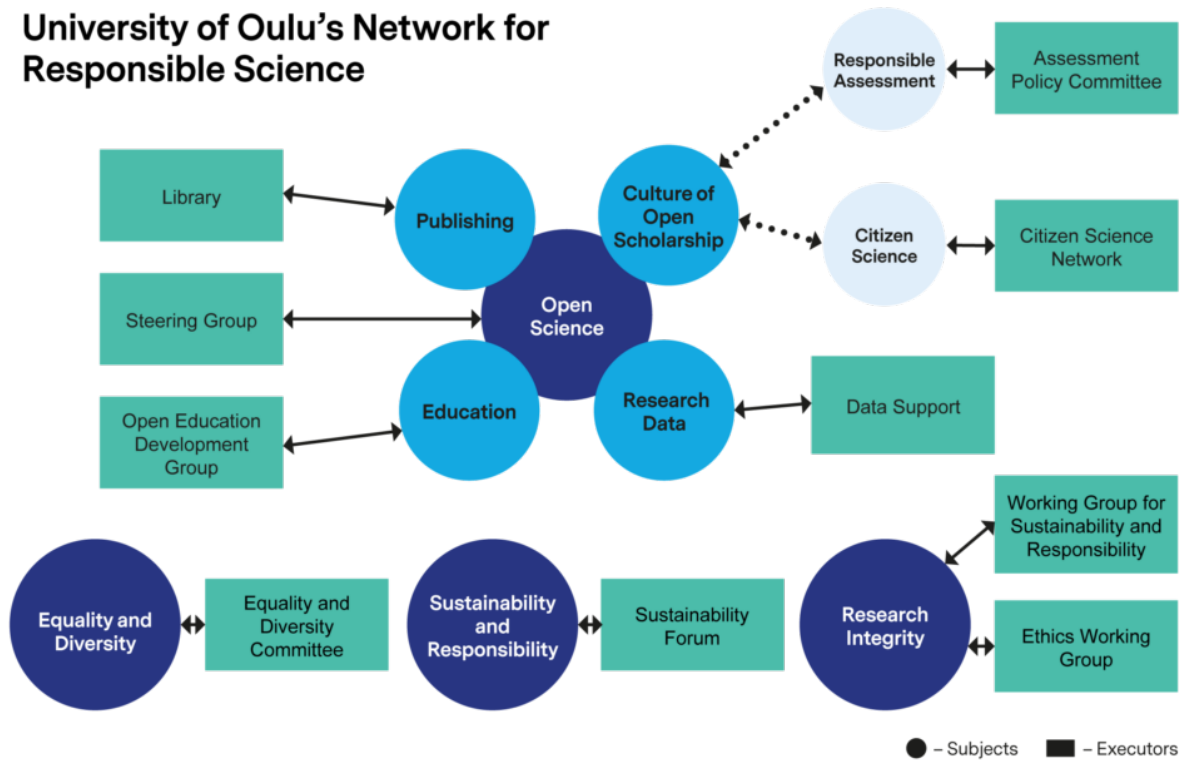 University of Oulu's Network for
Responsible Science
Responsible
Assessment
Assessment
Policy Committee
Library
Publishing
Culture of
Open
Scholarship
Citizen
Science
Citizen Science
Network
Steering Group
Open
Science
Open Education
Development
Group
Education
Research
Data
Data Support
Equality and
Diversity
Equality and
Diversity
Committee
Sustainability
and
Responsibility
Sustainability
Forum
Research
Integrity
Working Group for
Sustainability and
Responsibility
Ethics Working
Group
– Subjects
– Executors